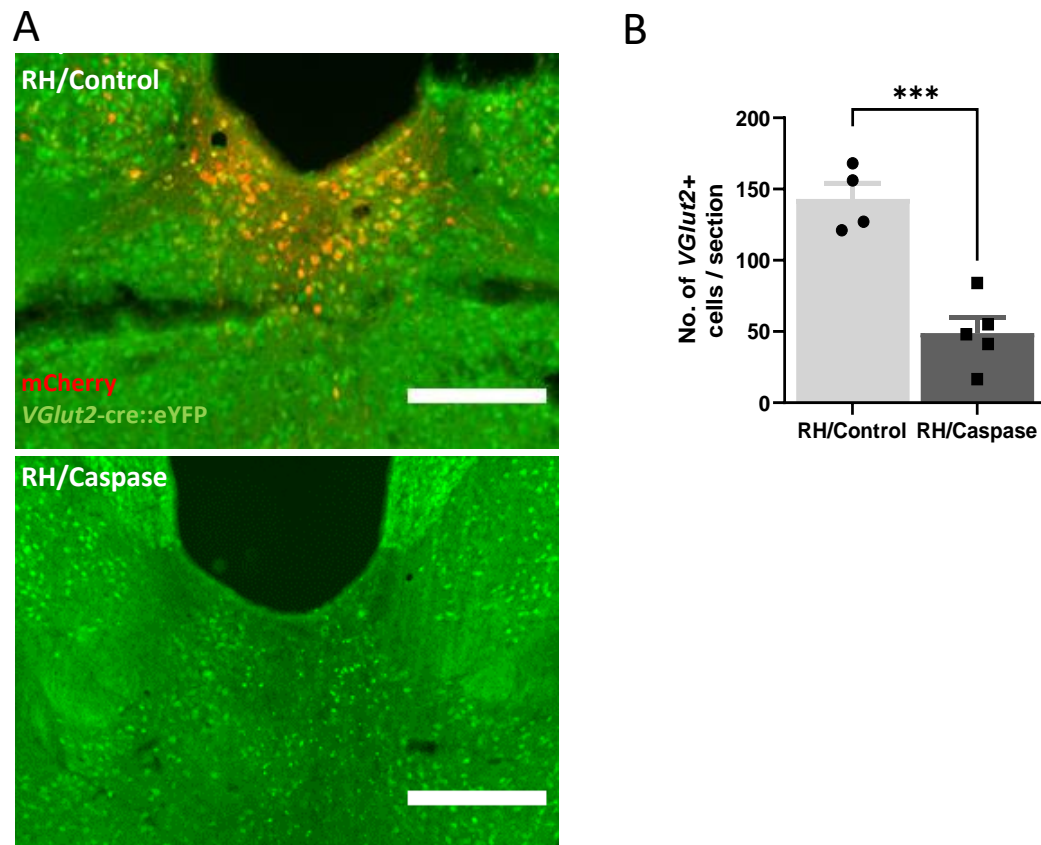 A
RH/Control
mCherry
VGlut2-cre::eYFP
RH/Caspase
B
***
No. of VGlut2+
cells / section
200
150
100
50
0
RH/Control RH/Caspase